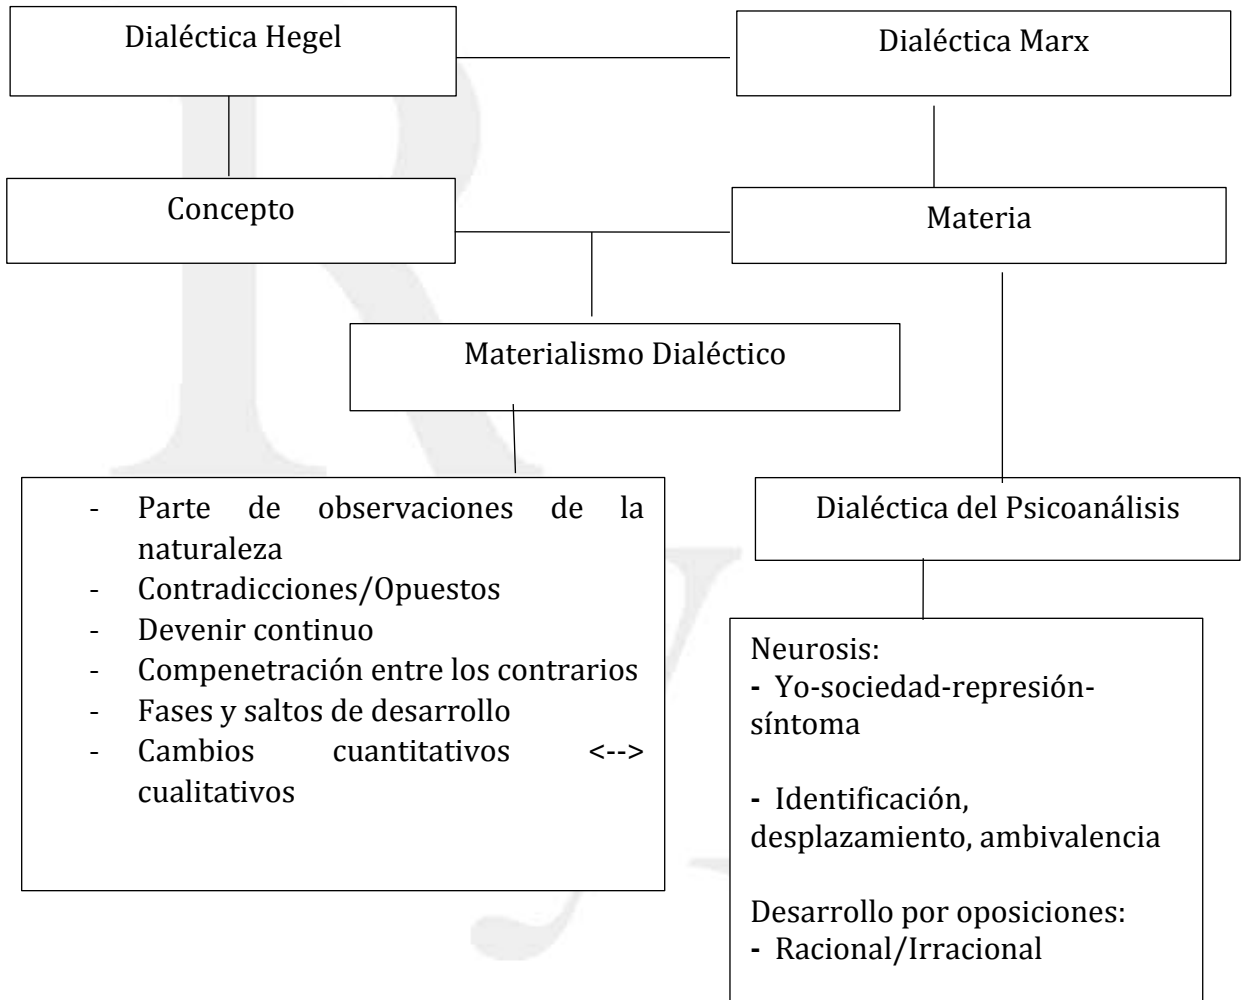 Dialéctica Hegel
Dialéctica Marx
Concepto
Materia
Materialismo Dialéctico
- Parte de observaciones de la
naturaleza
- Contradicciones/Opuestos
- Devenir continuo
- Compenetración entre los contrarios
- Fases y saltos de desarrollo
- Cambios cuantitativos <-->
cualitativos
Dialéctica del Psicoanálisis
Neurosis:
- Yo-sociedad-represión-
síntoma
- Identificación,
desplazamiento, ambivalencia
Desarrollo por oposiciones:
- Racional/Irracional